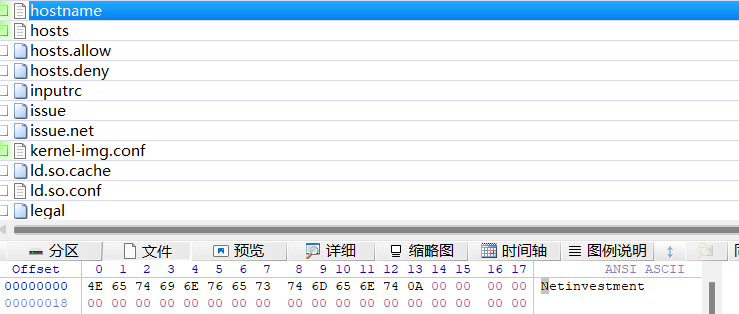 hostname
hosts
hosts.allow
hosts.deny
inputrc
issue
issue.net
kernel-img.conf
ld.so.cache
ld.so.conf
legal
分区 文件 预览 详细 缩略图 时间轴 图例说明
Offset 0 1 2 3 4 5 6 7 8 9 10 11 12 13 14 15 16 17 ANSI ASCII
00000000 4E 65 74 69 6E 76 65 73 74 6D 65 6E 74 0A 00 00 00 00 Netinvestment
00000018 00 00 00 00 00 00 00 00 00 00 00 00 00 00 00 00 00 00